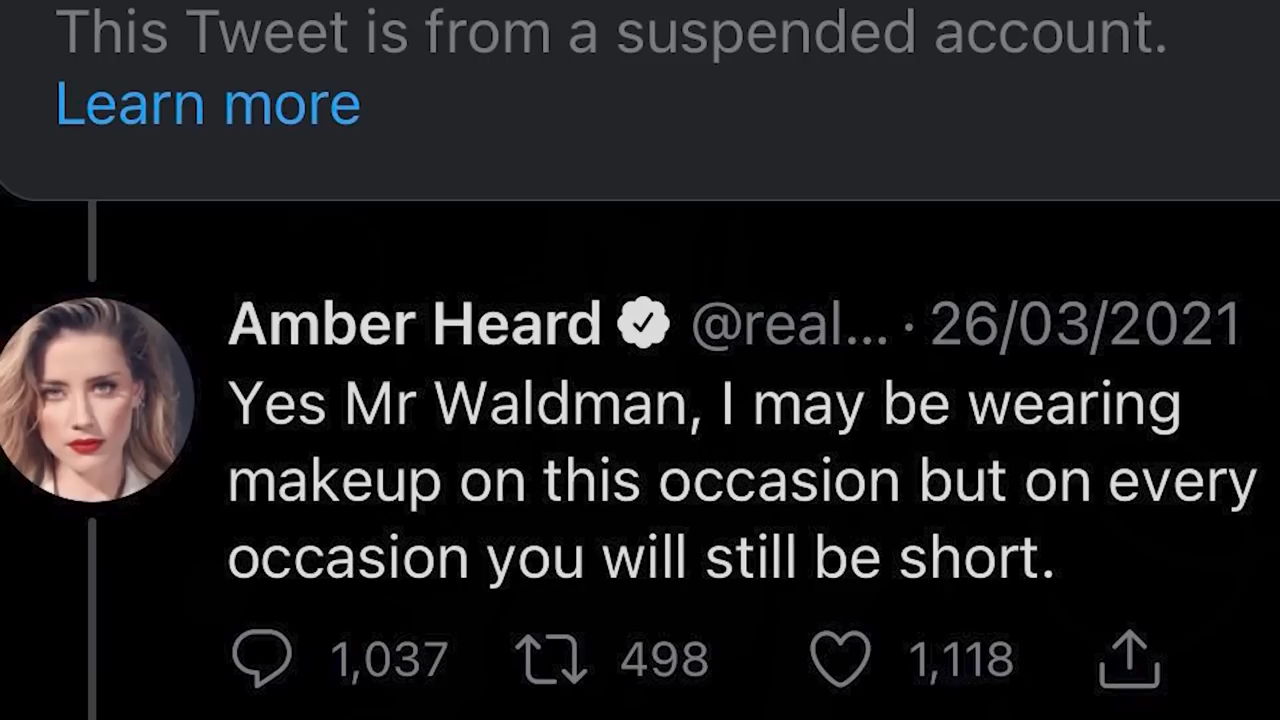 This Tweet is from a suspended account.
Learn more
Amber Heard @real... · 26/03/2021
Yes Mr Waldman, I may be wearing
makeup on this occasion but on every
occasion you will still be short.
1,037 498 1,118